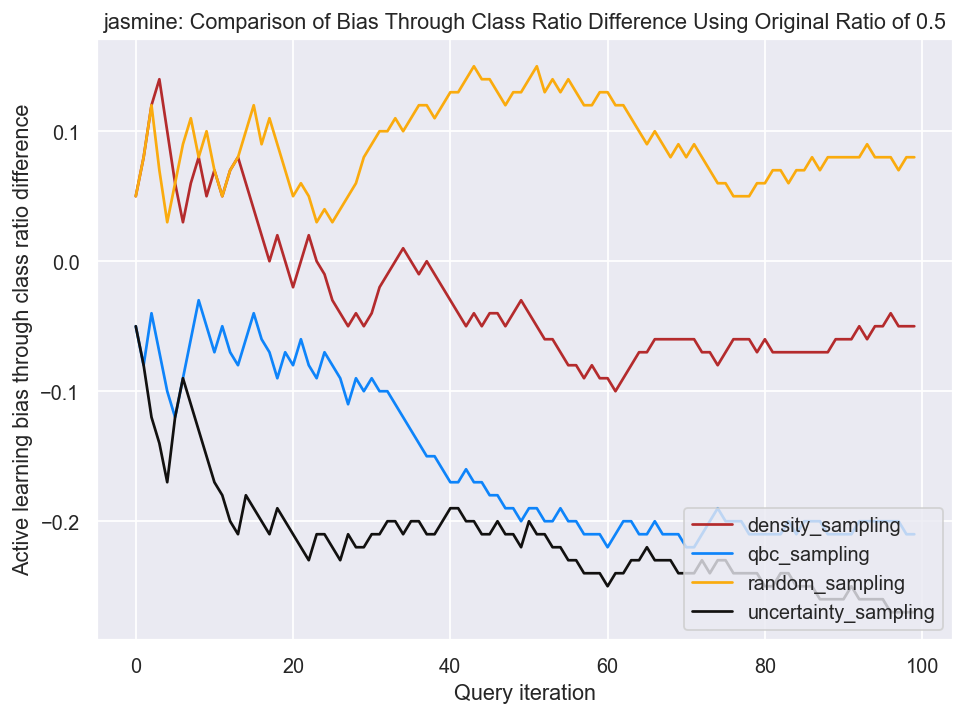 jasmine: Comparison of Bias Through Class Ratio Difference Using Original Ratio of 0.5
Active learning bias through class ratio difference
0.1
0.0
−0.1
−0.2
density_sampling
qbc_sampling
random_sampling
uncertainty_sampling
0 20 40 60 80 100
Query iteration